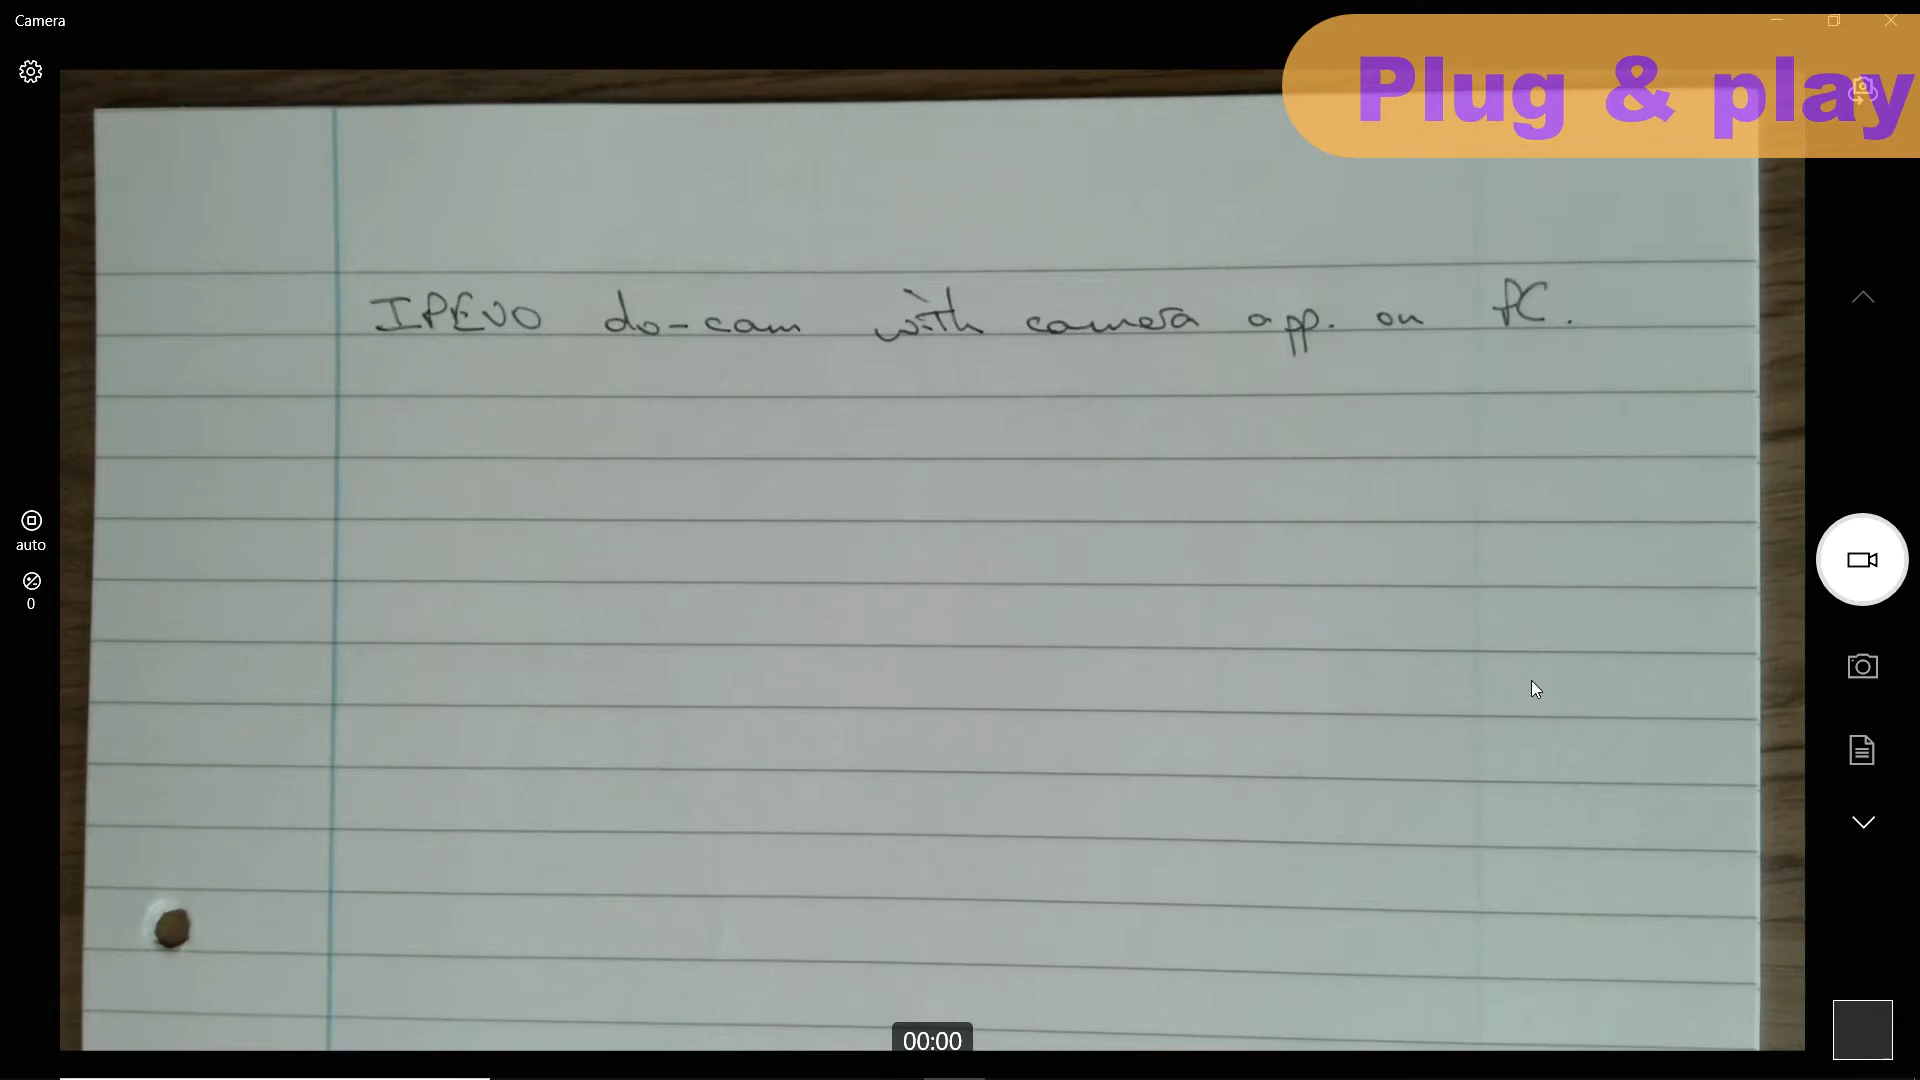 Camera
Plug & play
IPEVO do-cam with camera app. on PC.
auto
0
00:00